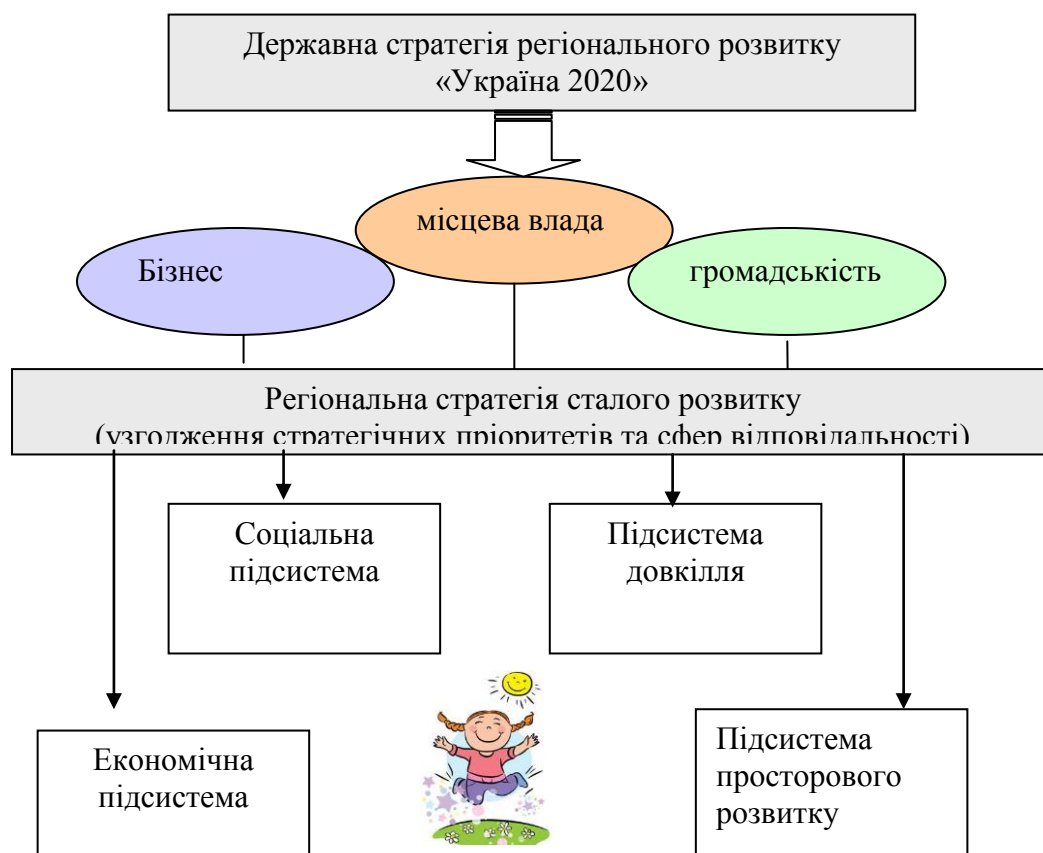 Державна стратегія регіонального розвитку
«Україна 2020»
місцева влада
Бізнес
громадськість
Регіональна стратегія сталого розвитку
(узгодження стратегічних пріоритетів та сфер відповідальності)
Соціальна
підсистема
Підсистема
довкілля
Економічна
підсистема
Підсистема
просторового
розвитку